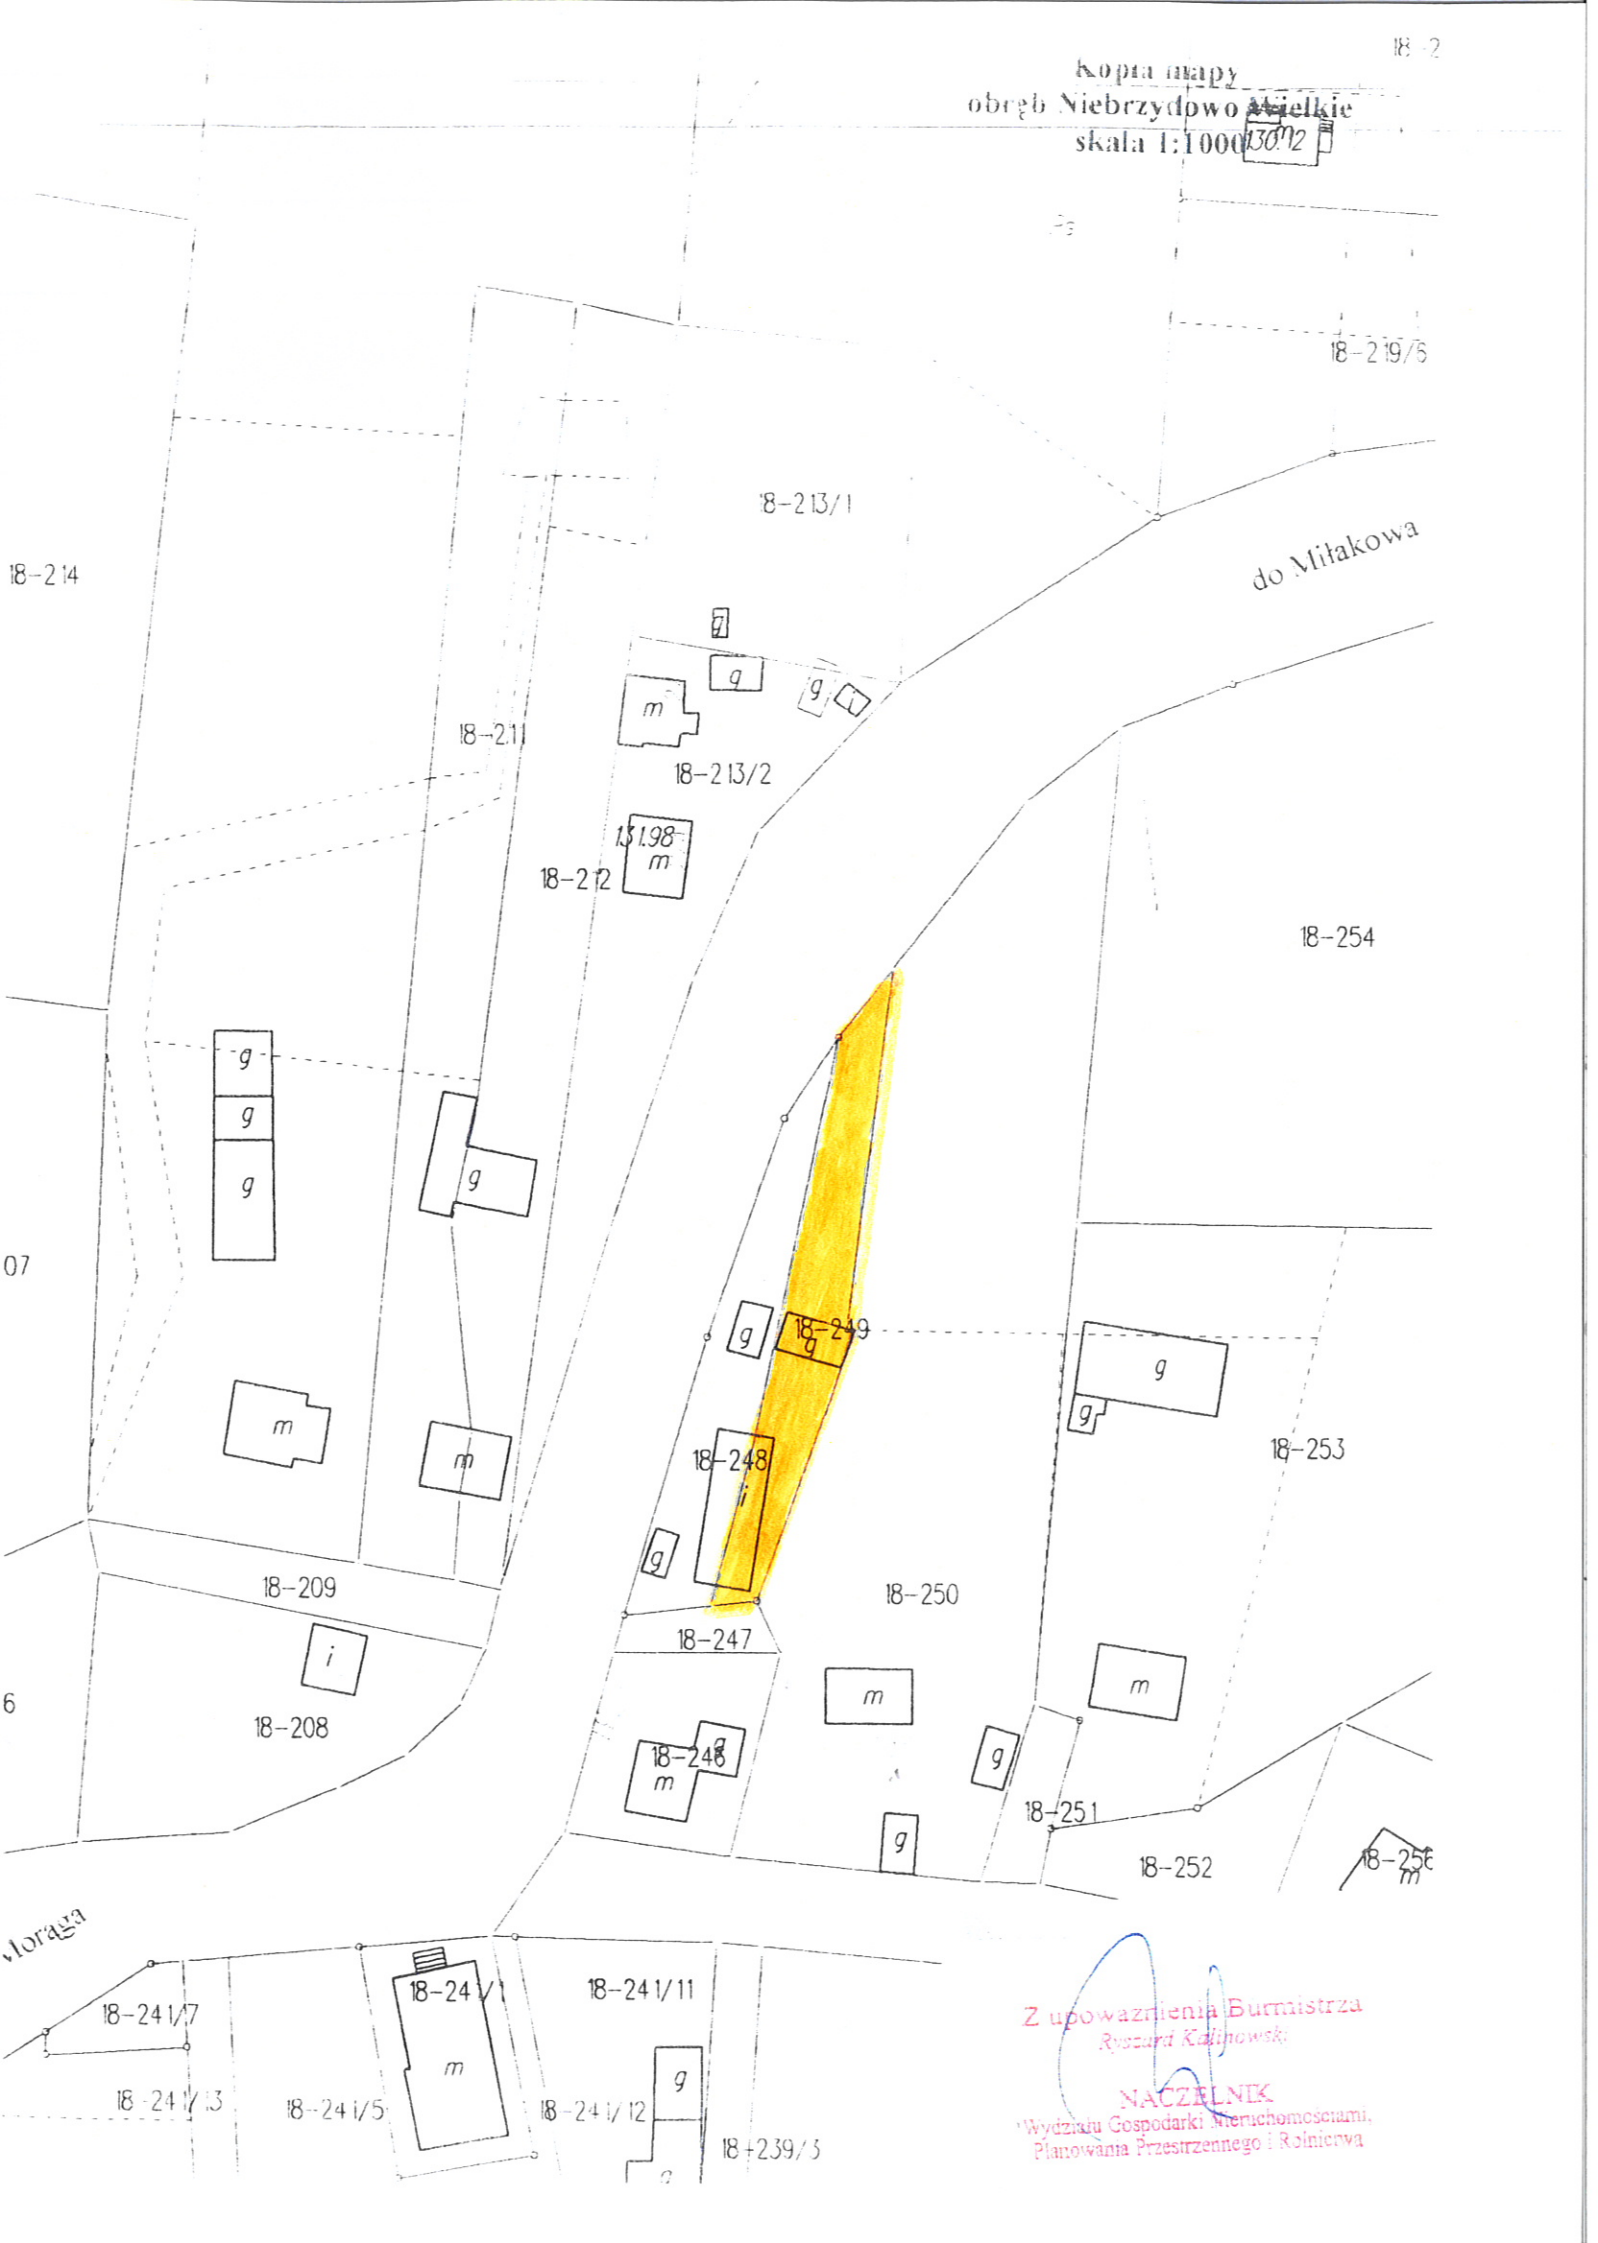 18-2
Kopia mapy
obręb Niebrzydowo Wielkie
skala 1:1000
130.12
m
18-219/6
18-213/1
do Miłakowa
18-214
g
g
g
i
m
18-211
18-213/2
131.98
m
18-212
18-254
g
g
g
g
07
g
18-249
g
g
g
m
m
18-248
i
18-253
g
18-209
18-250
i
18-247
m
m
6
18-208
g
18-246
m
g
18-251
g
18-252
18-256
m
Morąga
18-241/1
18-241/11
18-241/7
m
g
18-241/13
18-241/5
18-241/12
18-239/3
g
Z upoważnienia Burmistrza
Ryszard Kalinowski
NACZELNIK
Wydziału Gospodarki Nieruchomościami,
Planowania Przestrzennego i Rolnictwa